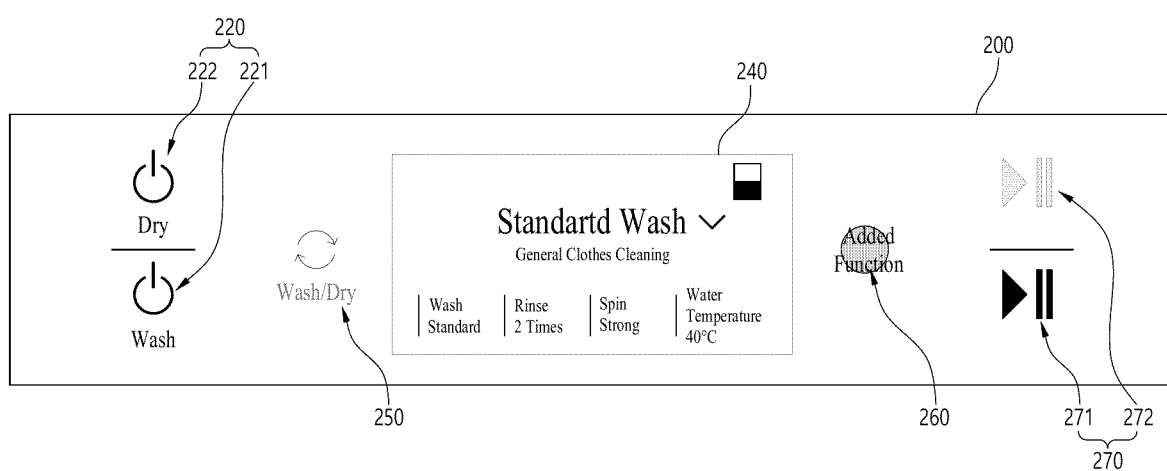 220
222 221
240
200
Dry
Wash
Wash/Dry
Standartd Wash
General Clothes Cleaning
Wash
Standard
Rinse
2 Times
Spin
Strong
Water
Temperature
40°C
Added
Function
250
260
271 272
270